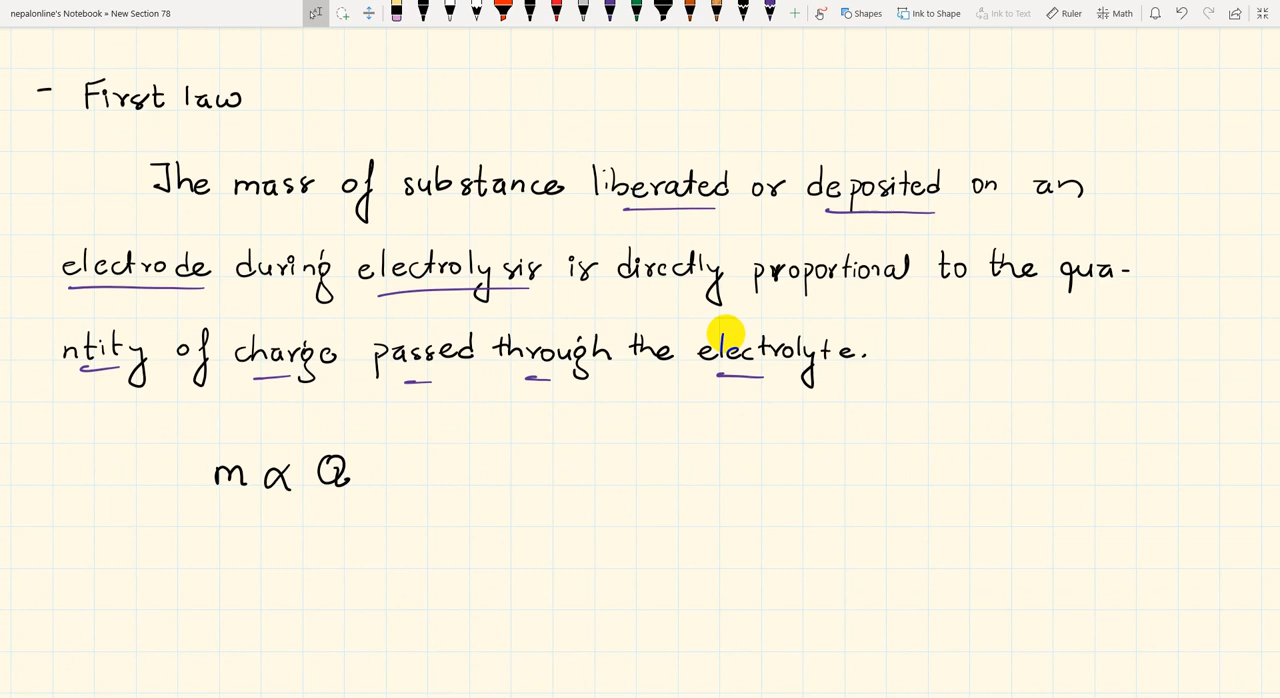 nepalonline's Notebook » New Section 78
Shapes Ink to Shape Ink to Text Ruler Math
- First law
The mass of substance liberated or deposited on an
electrode during electrolysis is directly proportional to the qua-
ntity of charge passed through the electrolyte.
m ∝ Q